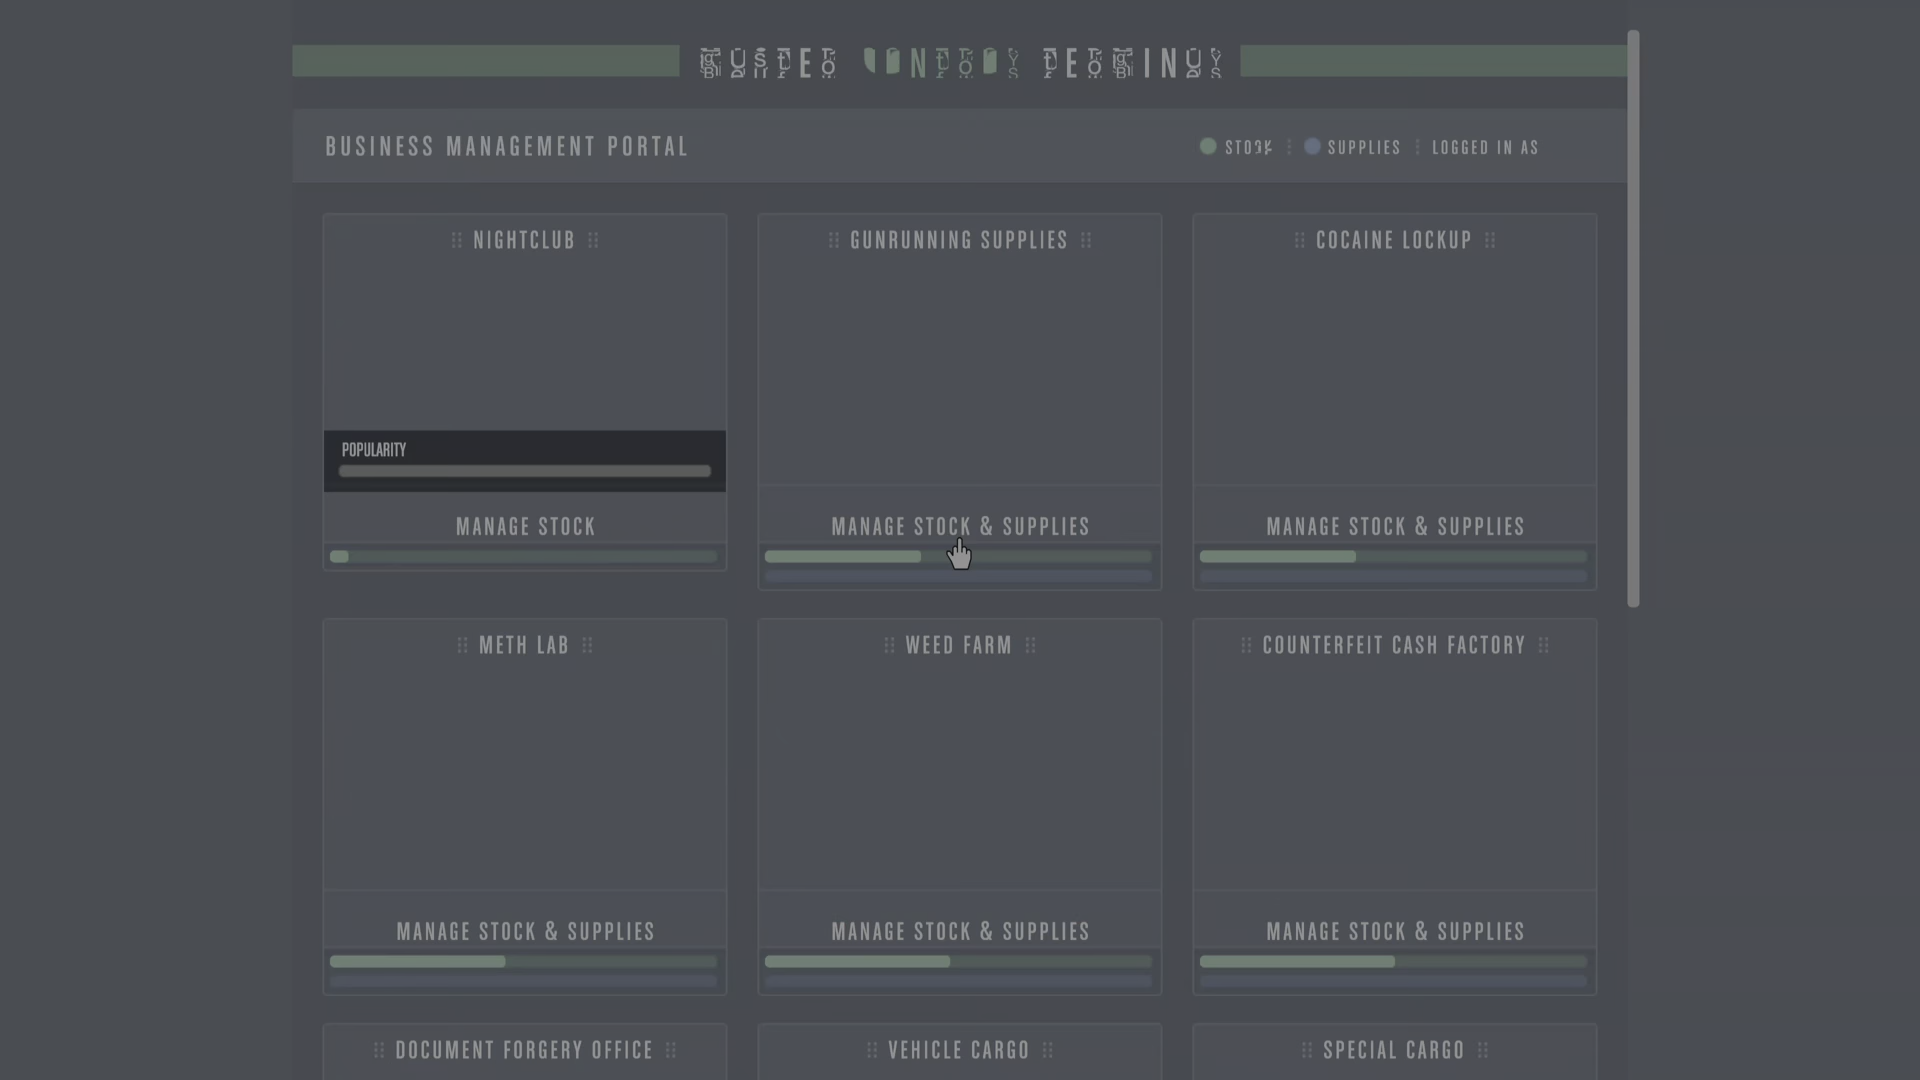 BUSINESS MANAGEMENT PORTAL
STOCK SUPPLIES LOGGED IN AS
NIGHTCLUB
GUNRUNNING SUPPLIES
COCAINE LOCKUP
POPULARITY
MANAGE STOCK
MANAGE STOCK & SUPPLIES
MANAGE STOCK & SUPPLIES
METH LAB
WEED FARM
COUNTERFEIT CASH FACTORY
MANAGE STOCK & SUPPLIES
MANAGE STOCK & SUPPLIES
MANAGE STOCK & SUPPLIES
DOCUMENT FORGERY OFFICE
VEHICLE CARGO
SPECIAL CARGO